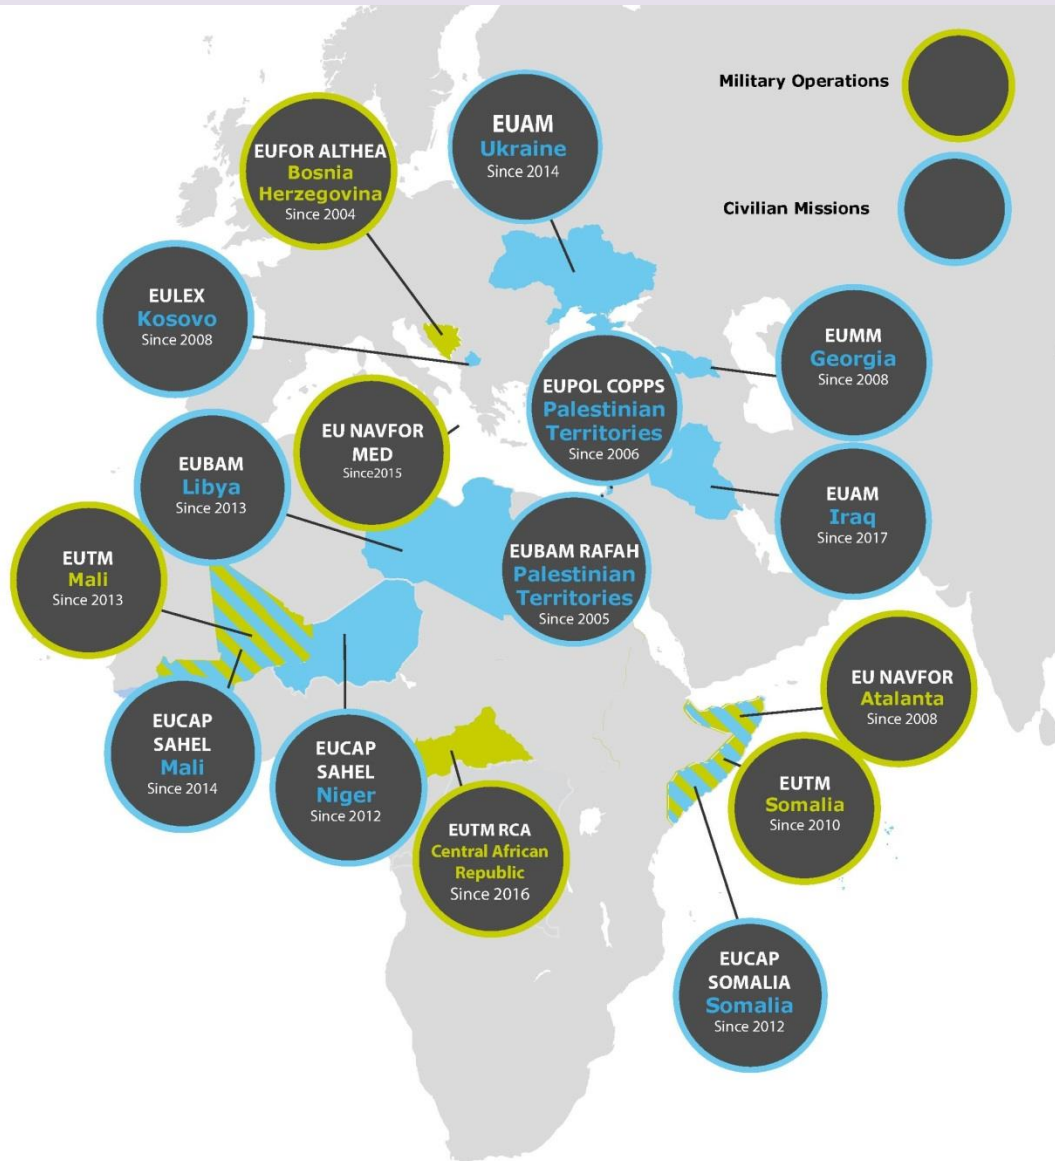 Military Operations
Civilian Missions
EUAM
Ukraine
Since 2014
EUFOR ALTHEA
Bosnia
Herzegovina
Since 2004
EULEX
Kosovo
Since 2008
EUMM
Georgia
Since 2008
EUPOL COPPS
Palestinian
Territories
Since 2006
EU NAVFOR
MED
Since2015
EUBAM
Libya
Since 2013
EUAM
Iraq
Since 2017
EUBAM RAFAH
Palestinian
Territories
Since 2005
EUTM
Mali
Since 2013
EU NAVFOR
Atalanta
Since 2008
EUCAP
SAHEL
Mali
Since 2014
EUCAP
SAHEL
Niger
Since 2012
EUTM RCA
Central African
Republic
Since 2016
EUTM
Somalia
Since 2010
EUCAP
SOMALIA
Somalia
Since 2012